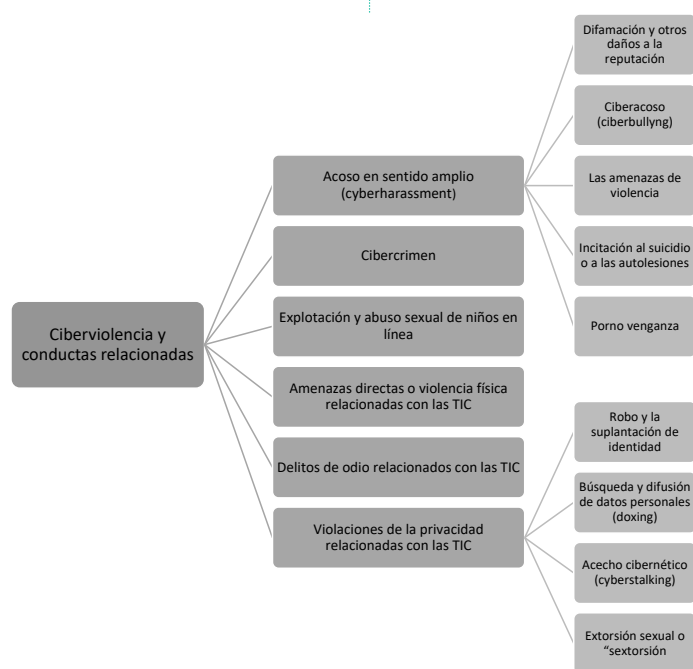 Ciberviolencia y
conductas relacionadas
Acoso en sentido amplio
(cyberharassment)
Cibercrimen
Explotación y abuso sexual de niños en
línea
Amenazas directas o violencia física
relacionadas con las TIC
Delitos de odio relacionados con las TIC
Violaciones de la privacidad
relacionadas con las TIC
Difamación y otros
daños a la
reputación
Ciberacoso
(ciberbullyng)
Las amenazas de
violencia
Incitación al suicidio
o a las autolesiones
Porno venganza
Robo y la
suplantación de
identidad
Búsqueda y difusión
de datos personales
(doxing)
Acecho cibernético
(cyberstalking)
Extorsión sexual o
“sextorsión